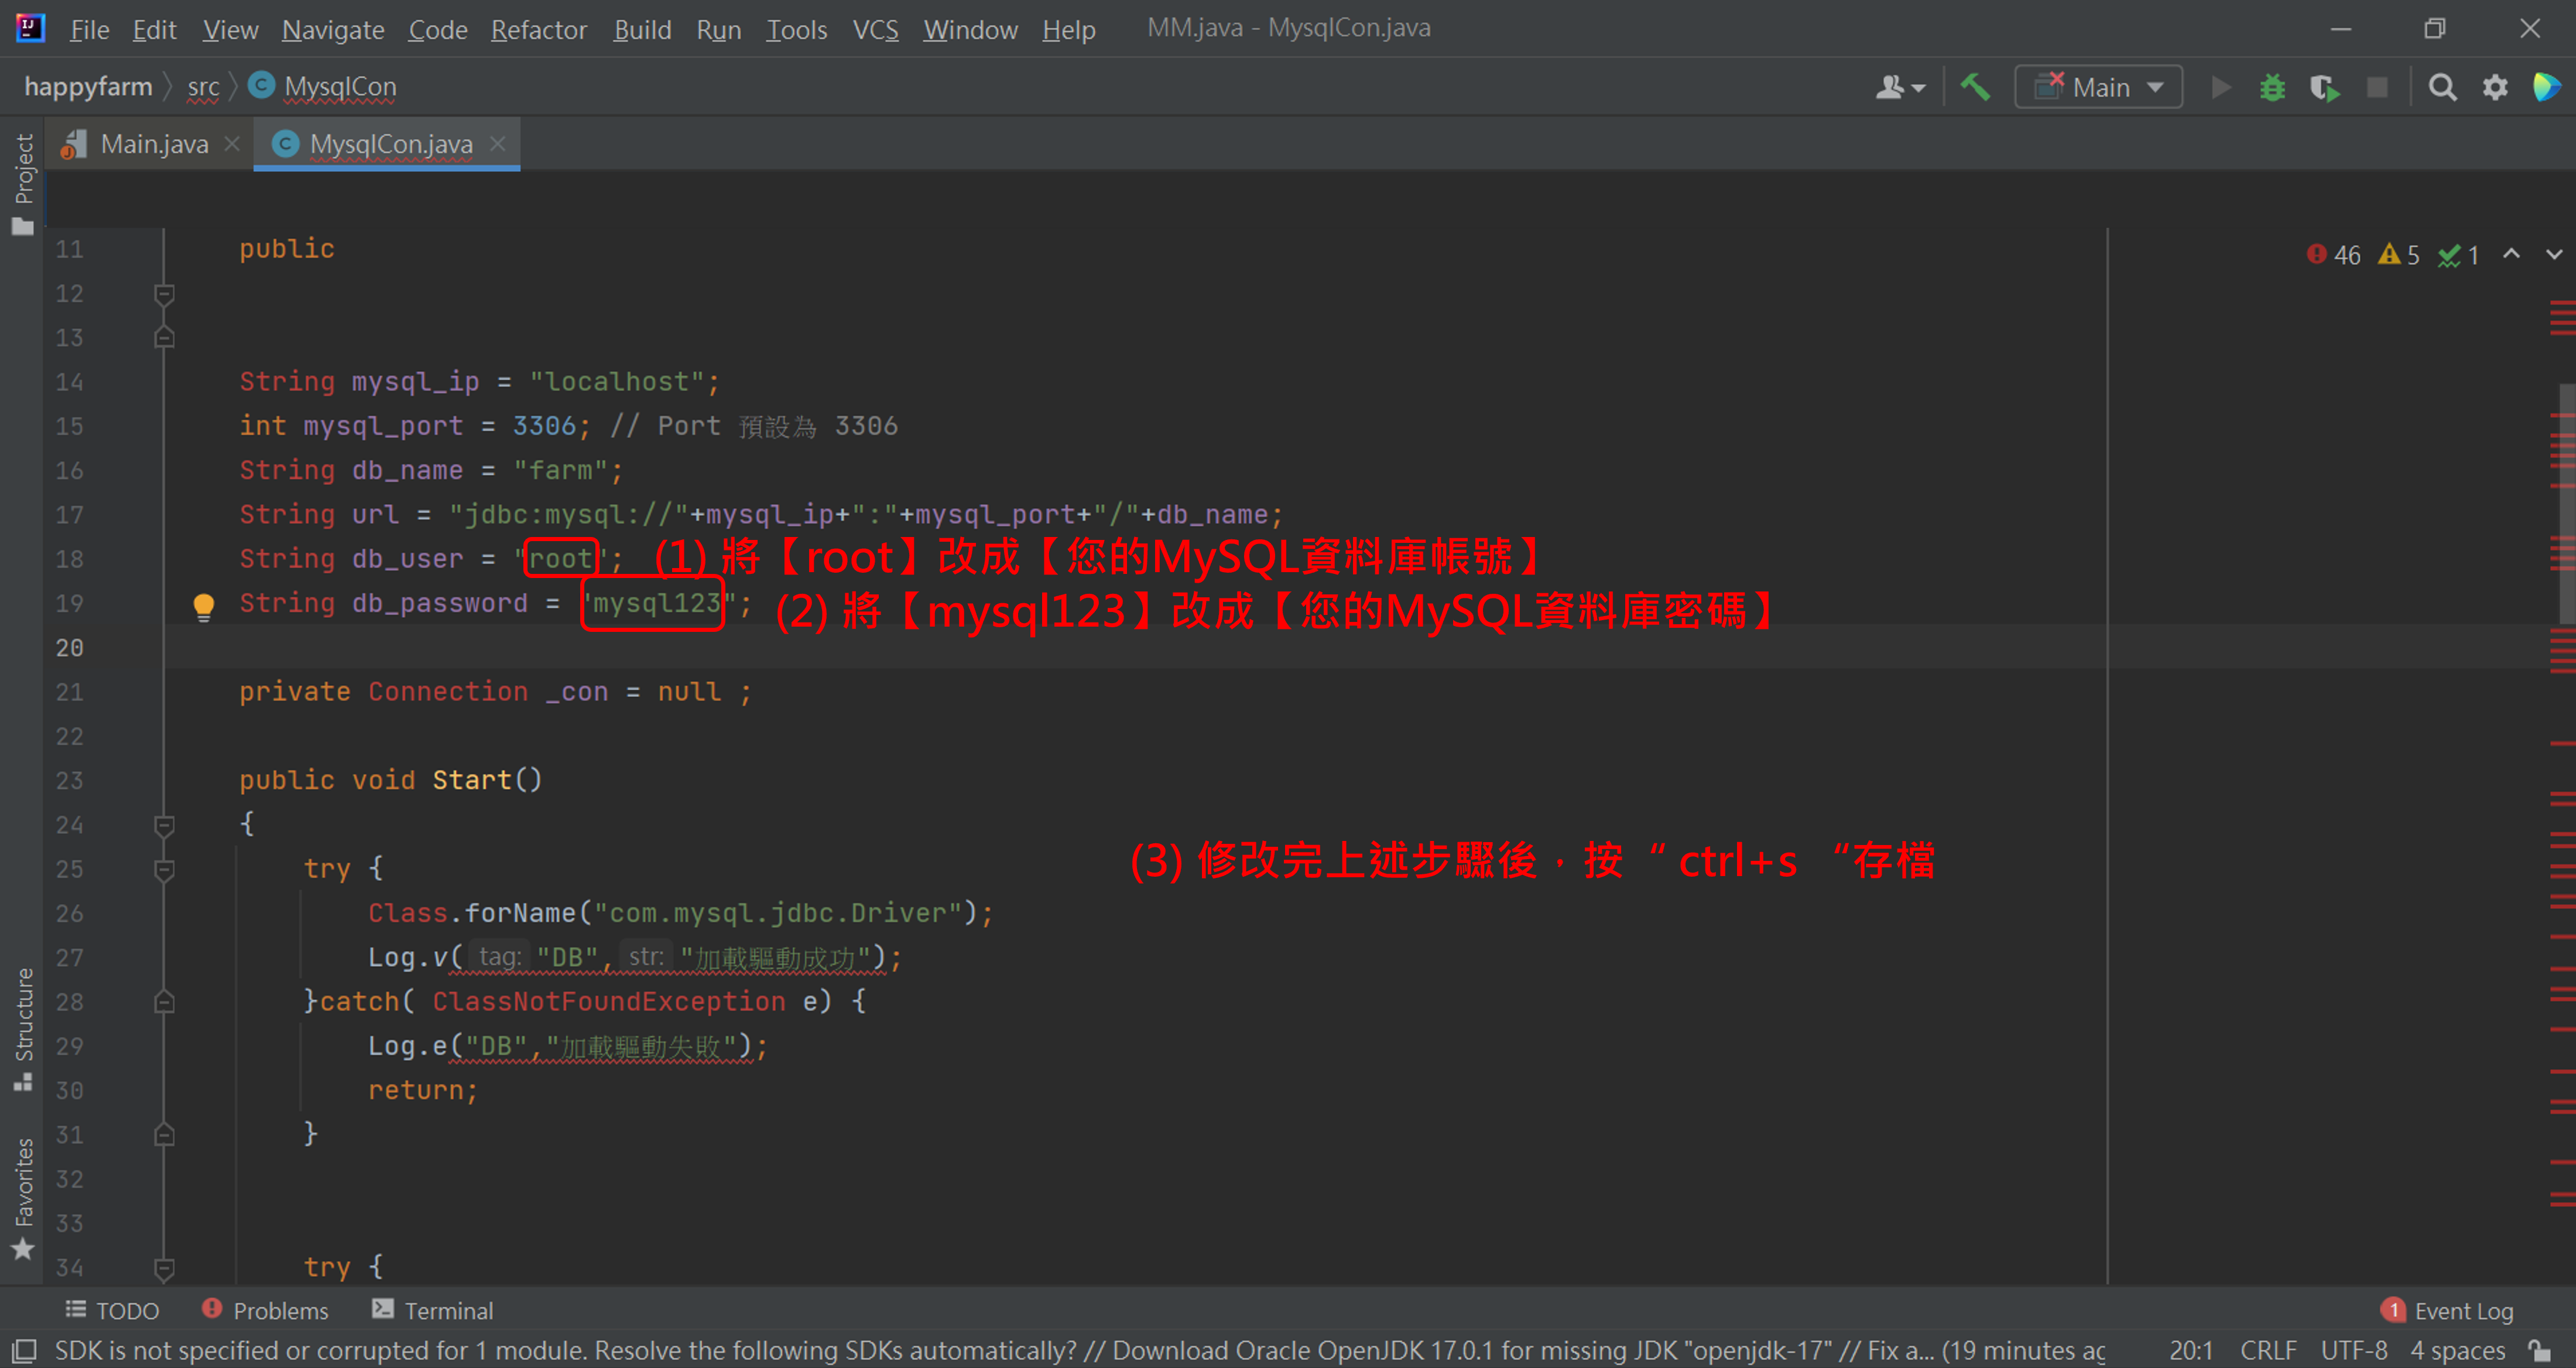 File Edit View Navigate Code Refactor Build Run Tools VCS Window Help MM.java - MysqlCon.java
happyfarm src MysqlCon Main
Main.java MysqlCon.java
Project
46 5 1
11 public
12
13
14 String mysql_ip = "localhost";
15 int mysql_port = 3306; // Port 預設為 3306
16 String db_name = "farm";
17 String url = "jdbc:mysql://"+mysql_ip+":"+mysql_port+"/"+db_name;
18 String db_user = "root"; (1) 將【root】改成【您的MySQL資料庫帳號】
19 String db_password = "mysql123"; (2) 將【mysql123】改成【您的MySQL資料庫密碼】
20
21 private Connection _con = null ;
22
23 public void Start()
24 {
(3) 修改完上述步驟後，按“ ctrl+s “存檔
25 try {
26 Class.forName("com.mysql.jdbc.Driver");
27 Log.v( tag: "DB", str: "加載驅動成功");
28 }catch( ClassNotFoundException e) {
29 Log.e("DB","加載驅動失敗");
30 return;
31 }
32
33
34 try {
Structure
Favorites
TODO Problems Terminal 1 Event Log
SDK is not specified or corrupted for 1 module. Resolve the following SDKs automatically? // Download Oracle OpenJDK 17.0.1 for missing JDK "openjdk-17" // Fix a... (19 minutes ag 20:1 CRLF UTF-8 4 spaces